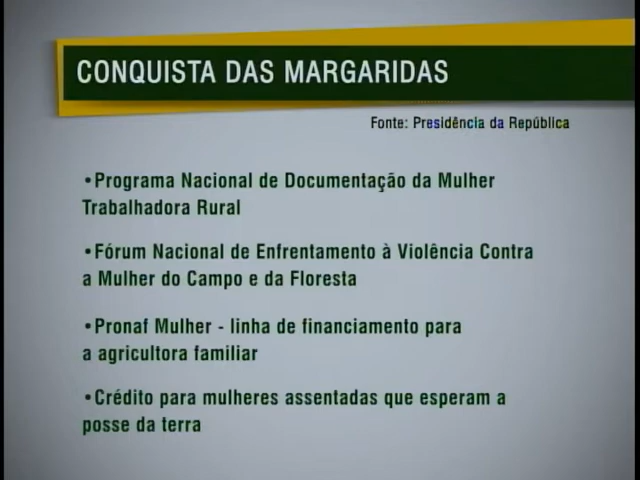 CONQUISTA DAS MARGARIDAS
Fonte: Presidência da República
•Programa Nacional de Documentação da Mulher
Trabalhadora Rural
•Fórum Nacional de Enfrentamento à Violência Contra
a Mulher do Campo e da Floresta
•Pronaf Mulher - linha de financiamento para
a agricultora familiar
•Crédito para mulheres assentadas que esperam a
posse da terra